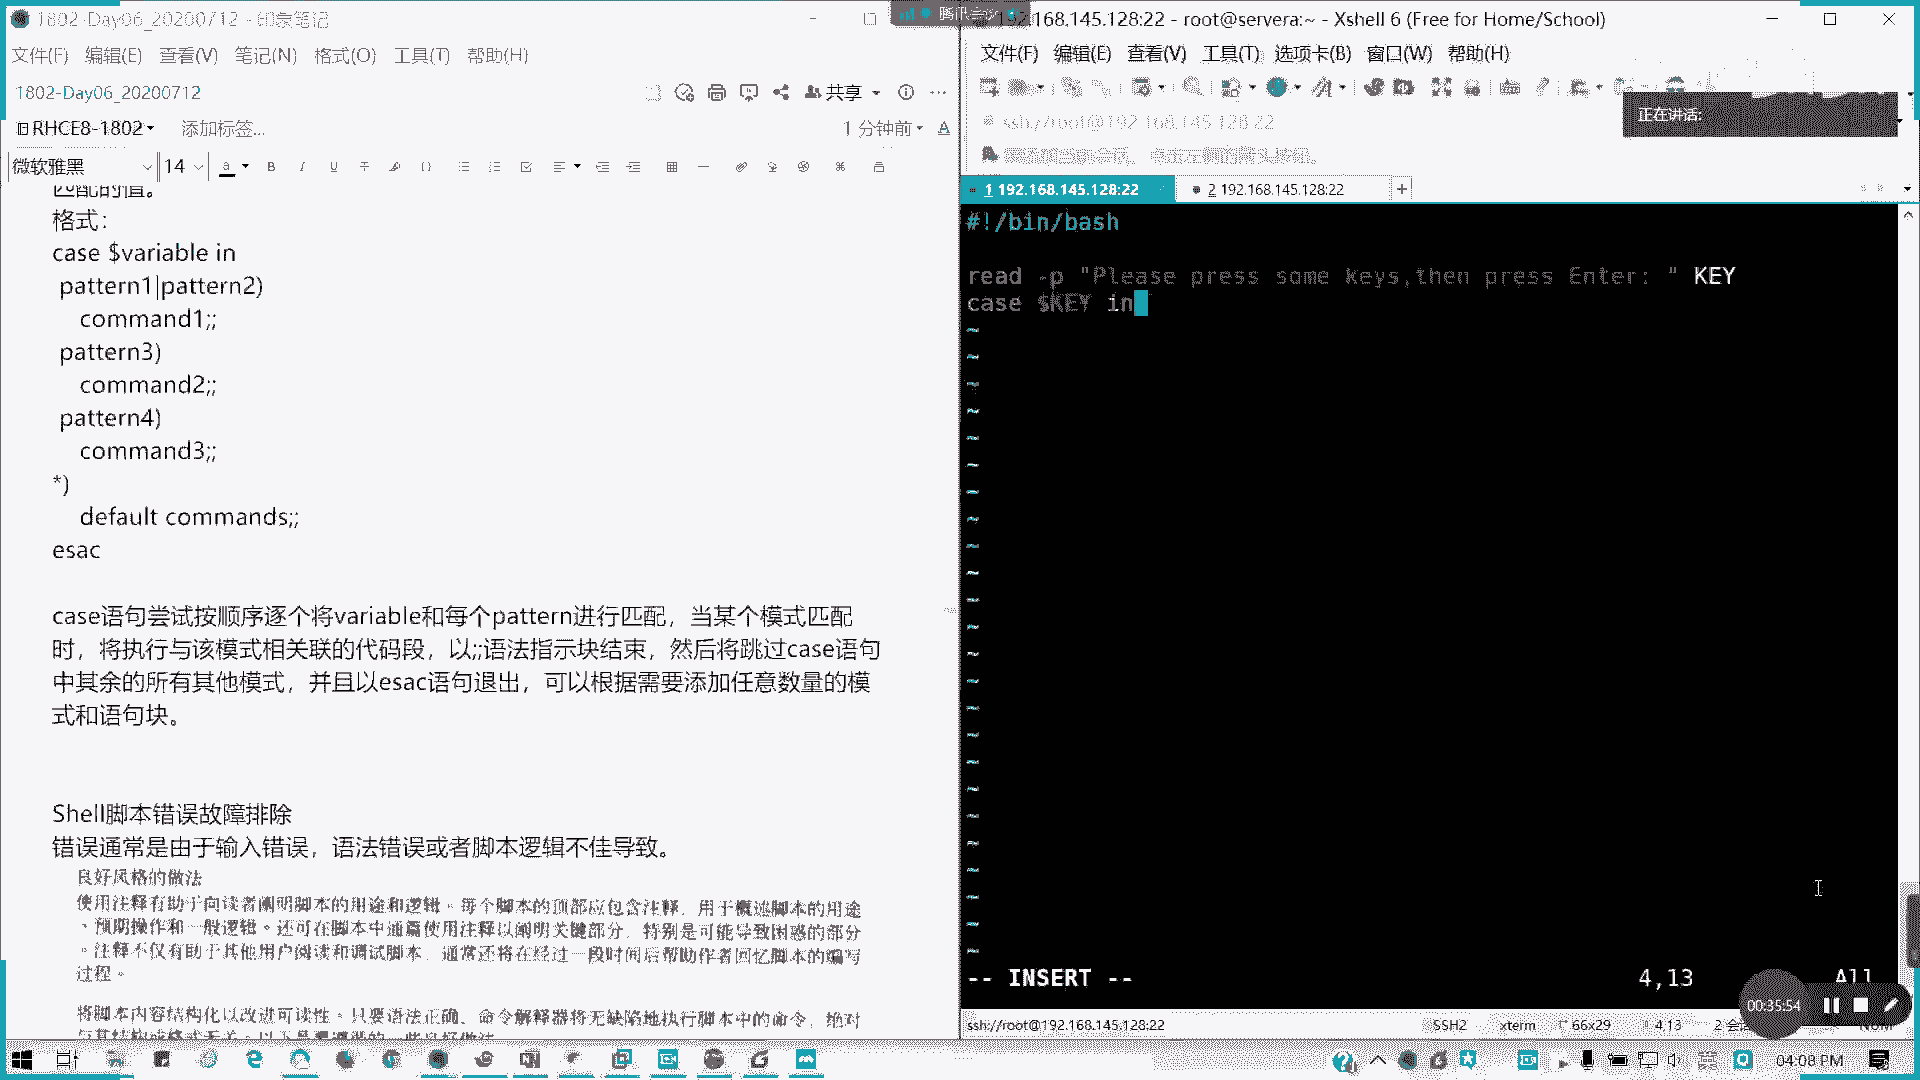 1802-Day06_20200712 - 印象笔记
文件(F) 编辑(E) 查看(V) 笔记(N) 格式(O) 工具(T) 帮助(H)
1802-Day06_20200712
共享
RHCE8-1802
添加标签...
1 分钟前
微软雅黑 14
匹配的值。
格式：
case $variable in
pattern1|pattern2)
command1;;
pattern3)
command2;;
pattern4)
command3;;
*)
default commands;;
esac
case语句尝试按顺序逐个将variable和每个pattern进行匹配，当某个模式匹配
时，将执行与该模式相关联的代码段，以;;语法指示块结束，然后将跳过case语句
中其余的所有其他模式，并且以esac语句退出，可以根据需要添加任意数量的模
式和语句块。
Shell脚本错误故障排除
错误通常是由于输入错误，语法错误或者脚本逻辑不佳导致。
良好风格的做法
使用注释有助于向读者阐明脚本的用途和逻辑。每个脚本的顶部应包含注释，用于概述脚本的用途
、预期操作和一般逻辑。还可在脚本中通篇使用注释以阐明关键部分，特别是可能导致困惑的部分
。注释不仅有助于其他用户阅读和调试脚本，通常还将在经过一段时间后帮助作者回忆脚本的编写
过程。
将脚本内容结构化以改进可读性。只要语法正确，命令解释器将无缺陷地执行脚本中的命令，绝对
腾讯会议
192.168.145.128:22 - root@servera:~ - Xshell 6 (Free for Home/School)
文件(F) 编辑(E) 查看(V) 工具(T) 选项卡(B) 窗口(W) 帮助(H)
正在讲话:
ssh://root@192.168.145.128:22
1 192.168.145.128:22
2 192.168.145.128:22
#!/bin/bash
read -p "Please press some keys,then press Enter: " KEY
case $KEY in
-- INSERT --
4,13
All
00:35:54
ssh://root@192.168.145.128:22
SSH2
xterm
66x29
4,13
NUM
英
04:08 PM